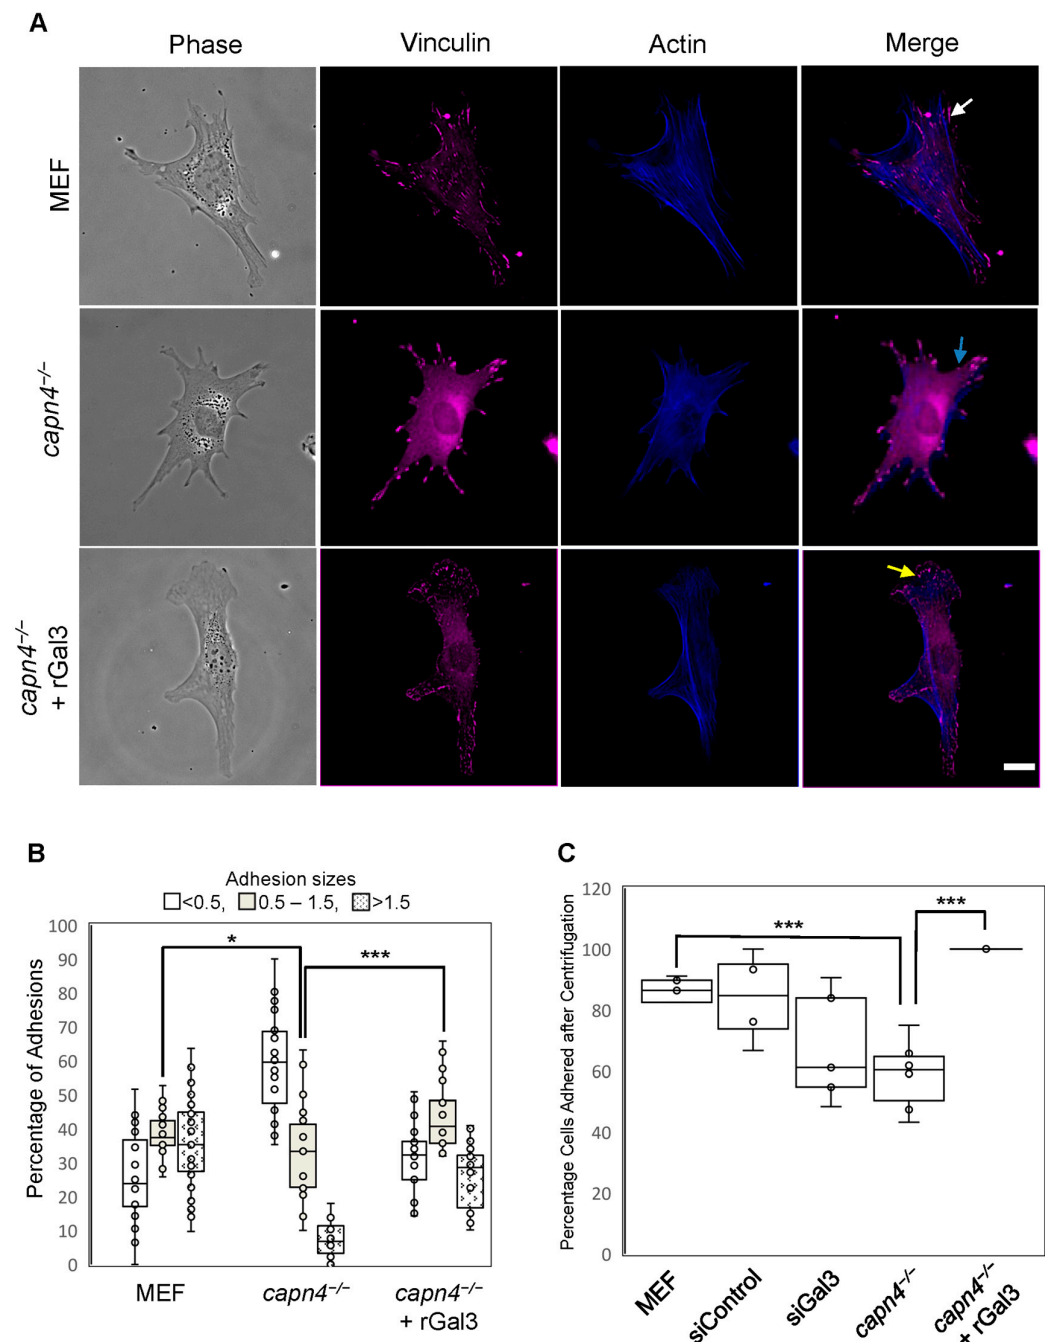 A
Phase Vinculin Actin Merge
MEF
capn4−/−
capn4−/−
+ rGal3
B
Adhesion sizes
<0.5, 0.5 – 1.5, >1.5
Percentage of Adhesions
100
90
80
70
60
50
40
30
20
10
0
*
***
MEF capn4−/− capn4−/−
+ rGal3
C
Percentage Cells Adhered after Centrifugation
120
100
80
60
40
20
0
***
***
MEF
siControl
siGal3
capn4−/−
capn4−/−
+ rGal3